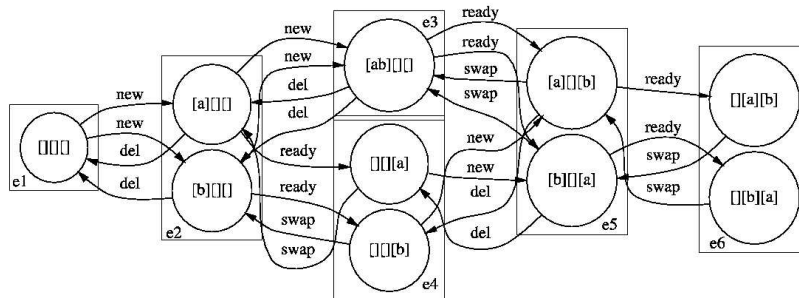 e3
ready
new
ready
new
[ab][][]
swap
[a][][b]
ready
new
[a][][]
del
swap
[][a][b]
new
del
new
ready
[][][]
del
ready
[][][a]
new
swap
e1
del
[b][][]
ready
del
[b][][a]
swap
[][b][a]
swap
e2
swap
[][][b]
del
e5
e6
e4